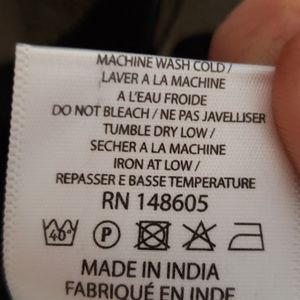 MACHINE WASH COLD /
LAVER A LA MACHINE
A L'EAU FROIDE
DO NOT BLEACH / NE PAS JAVELLISER
TUMBLE DRY LOW /
SECHER A LA MACHINE
IRON AT LOW /
REPASSER E BASSE TEMPERATURE
RN 148605
40° P
MADE IN INDIA
FABRIQUÉ EN INDE